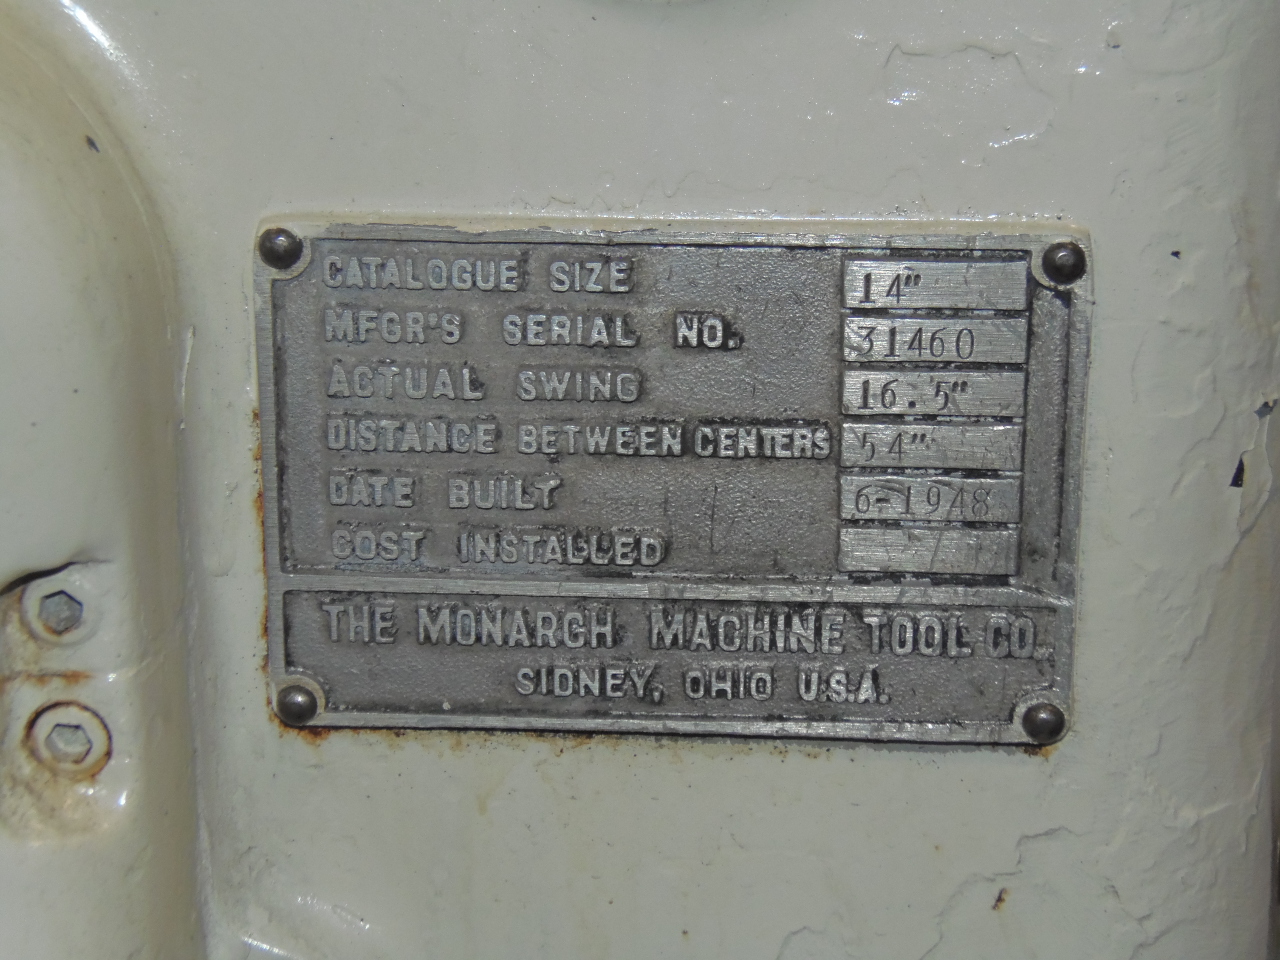 CATALOGUE SIZE 14"
MFGR'S SERIAL NO. 31460
ACTUAL SWING 16.5"
DISTANCE BETWEEN CENTERS 54"
DATE BUILT 6-1948
COST INSTALLED
THE MONARCH MACHINE TOOL CO.
SIDNEY, OHIO U.S.A.